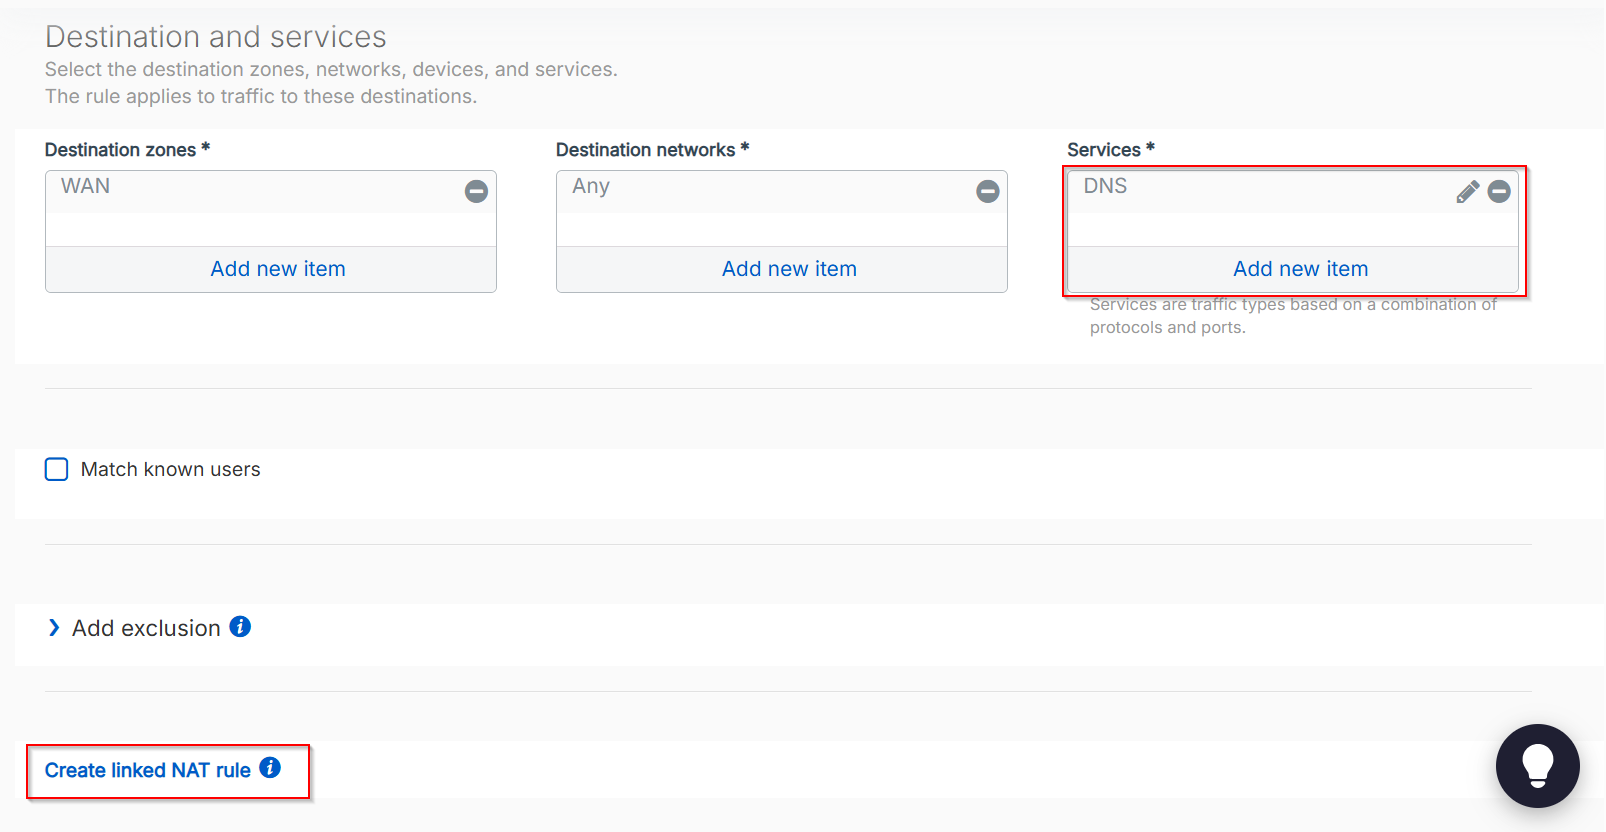 Destination and services
Select the destination zones, networks, devices, and services.
The rule applies to traffic to these destinations.
Destination zones *
WAN
Add new item
Destination networks *
Any
Add new item
Services *
DNS
Add new item
Services are traffic types based on a combination of
protocols and ports.
Match known users
Add exclusion
Create linked NAT rule